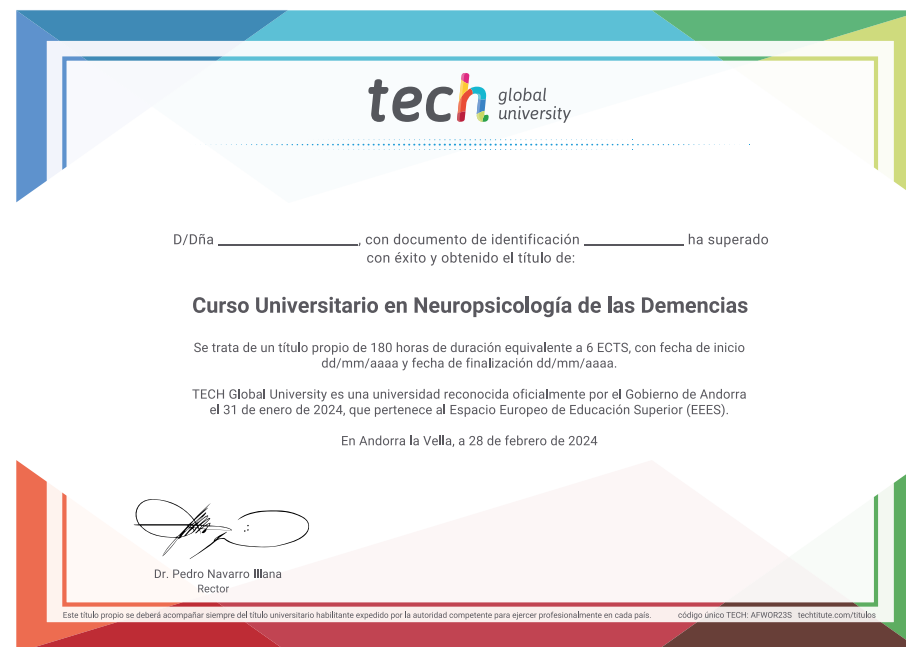 tech global university
D/Dña ____________________, con documento de identificación ______________ ha superado
con éxito y obtenido el título de:
Curso Universitario en Neuropsicología de las Demencias
Se trata de un título propio de 180 horas de duración equivalente a 6 ECTS, con fecha de inicio
dd/mm/aaaa y fecha de finalización dd/mm/aaaa.
TECH Global University es una universidad reconocida oficialmente por el Gobierno de Andorra
el 31 de enero de 2024, que pertenece al Espacio Europeo de Educación Superior (EEES).
En Andorra la Vella, a 28 de febrero de 2024
Dr. Pedro Navarro Illana
Rector
Este título propio se deberá acompañar siempre del título universitario habilitante expedido por la autoridad competente para ejercer profesionalmente en cada país. código único TECH: AFWOR23S techtitute.com/titulos